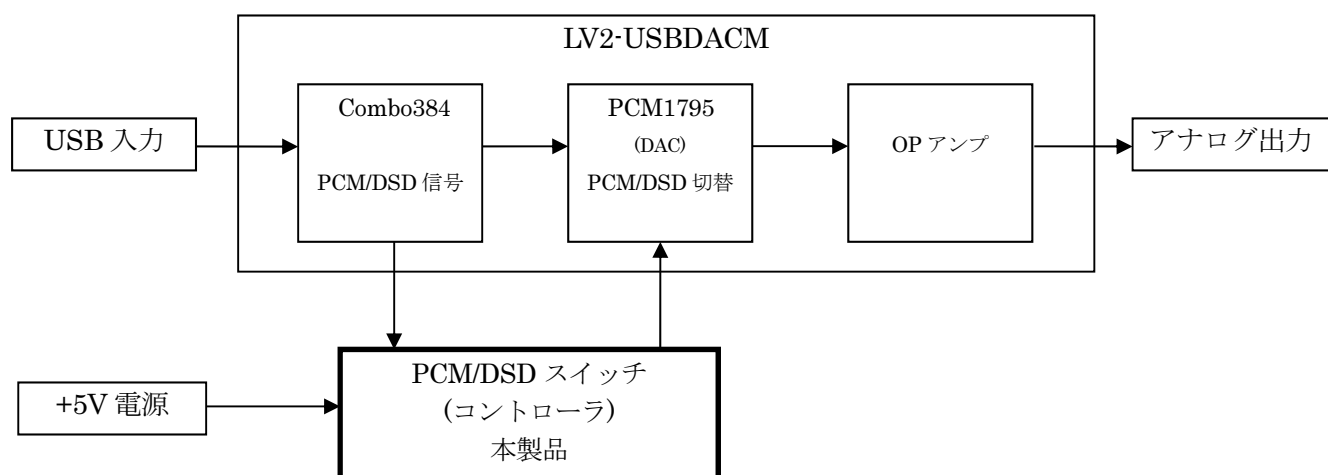 LV2-USBDACM
USB 入力
Combo384
PCM/DSD 信号
PCM1795
(DAC)
PCM/DSD 切替
OP アンプ
アナログ出力
+5V 電源
PCM/DSD スイッチ
(コントローラ)
本製品